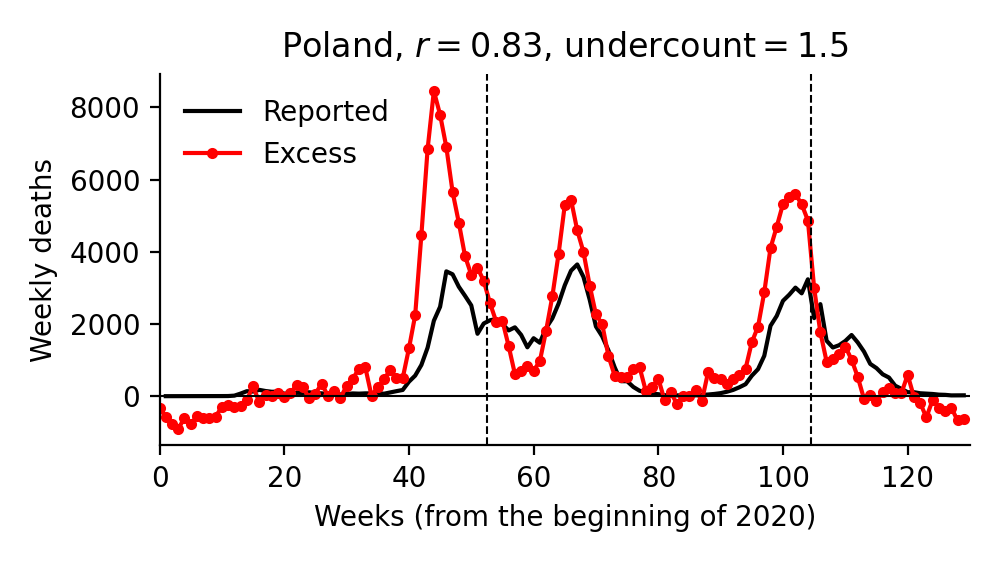 Poland, r = 0.83, undercount = 1.5
Reported
Excess
Weekly deaths
8000
6000
4000
2000
0
0 20 40 60 80 100 120
Weeks (from the beginning of 2020)